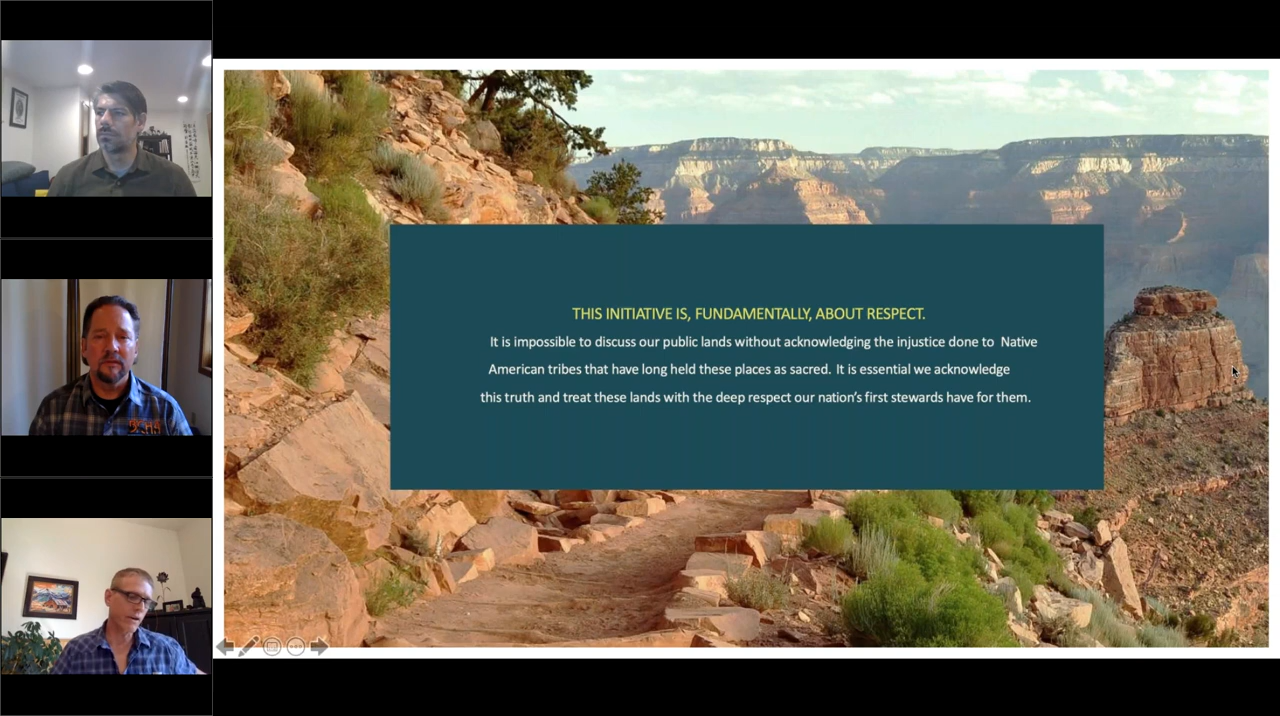 THIS INITIATIVE IS, FUNDAMENTALLY, ABOUT RESPECT.
It is impossible to discuss our public lands without acknowledging the injustice done to Native
American tribes that have long held these places as sacred. It is essential we acknowledge
this truth and treat these lands with the deep respect our nation’s first stewards have for them.